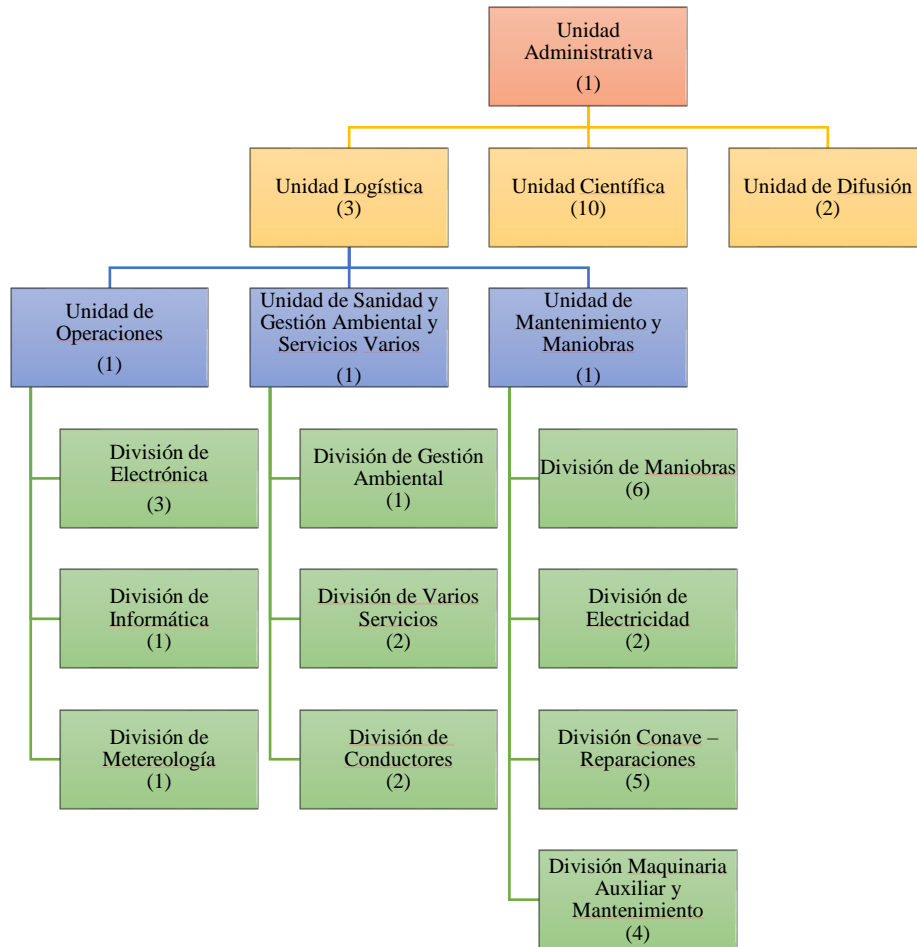 Unidad
Administrativa
(1)
Unidad Logística
(3)
Unidad Científica
(10)
Unidad de Difusión
(2)
Unidad de
Operaciones
(1)
Unidad de Sanidad y
Gestión Ambiental y
Servicios Varios
(1)
Unidad de
Mantenimiento y
Maniobras
(1)
División de
Electrónica
(3)
División de
Informática
(1)
División de
Metereología
(1)
División de Gestión
Ambiental
(1)
División de Varios
Servicios
(2)
División de
Conductores
(2)
División de Maniobras
(6)
División de
Electricidad
(2)
División Conave –
Reparaciones
(5)
División Maquinaria
Auxiliar y
Mantenimiento
(4)